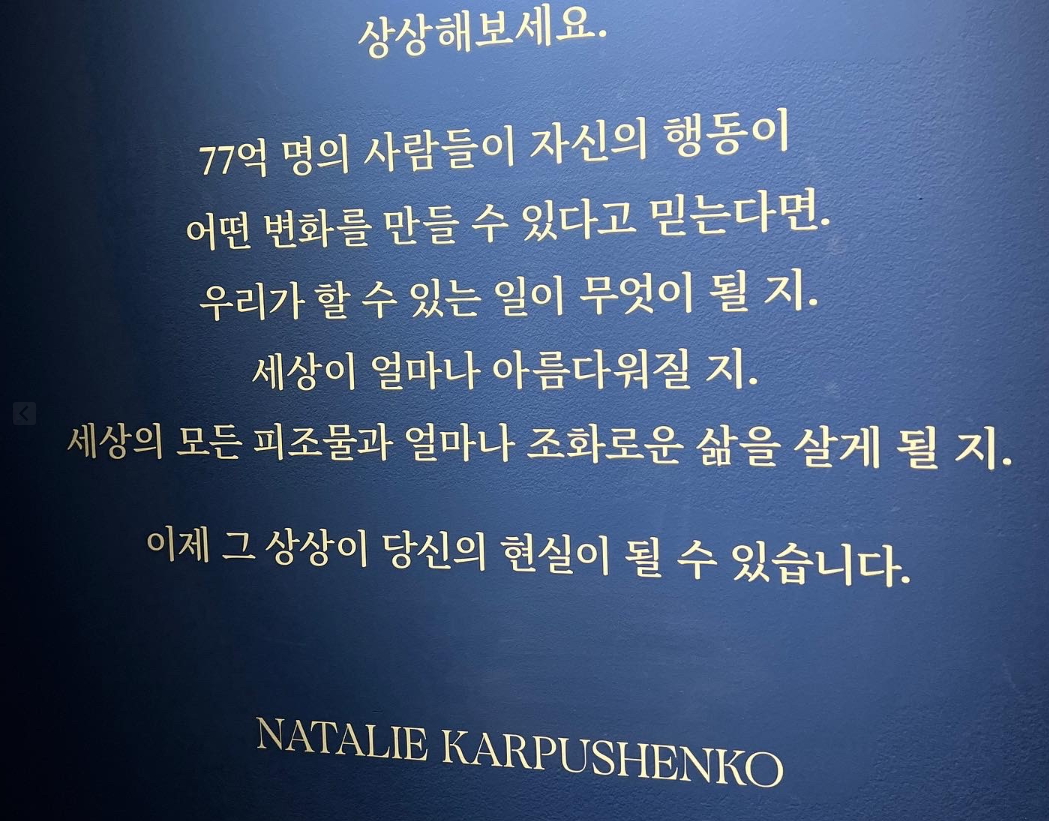 상상해보세요.
77억 명의 사람들이 자신의 행동이
어떤 변화를 만들 수 있다고 믿는다면.
우리가 할 수 있는 일이 무엇이 될 지.
세상이 얼마나 아름다워질 지.
세상의 모든 피조물과 얼마나 조화로운 삶을 살게 될 지.
이제 그 상상이 당신의 현실이 될 수 있습니다.
NATALIE KARPUSHENKO